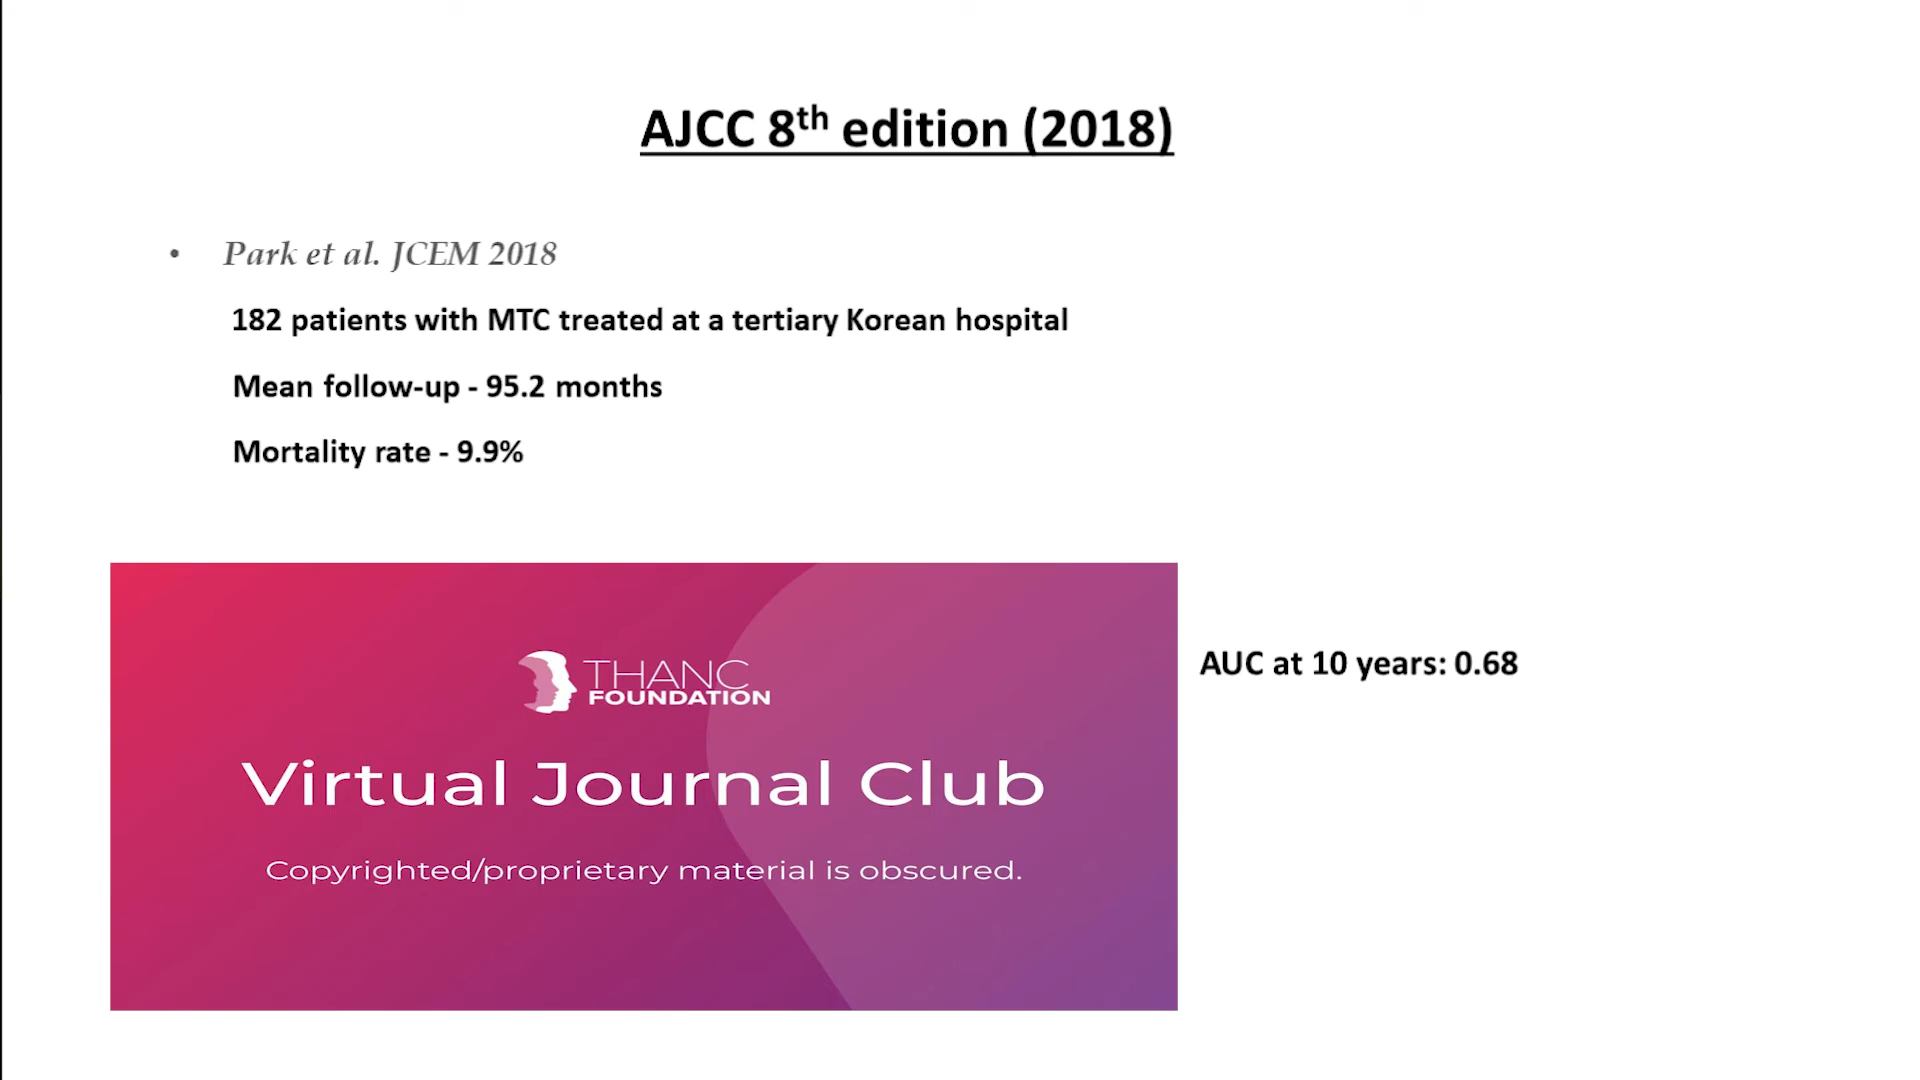 AJCC 8th edition (2018)
• Park et al. JCEM 2018
182 patients with MTC treated at a tertiary Korean hospital
Mean follow-up - 95.2 months
Mortality rate - 9.9%
THANC
FOUNDATION
Virtual Journal Club
Copyrighted/proprietary material is obscured.
AUC at 10 years: 0.68